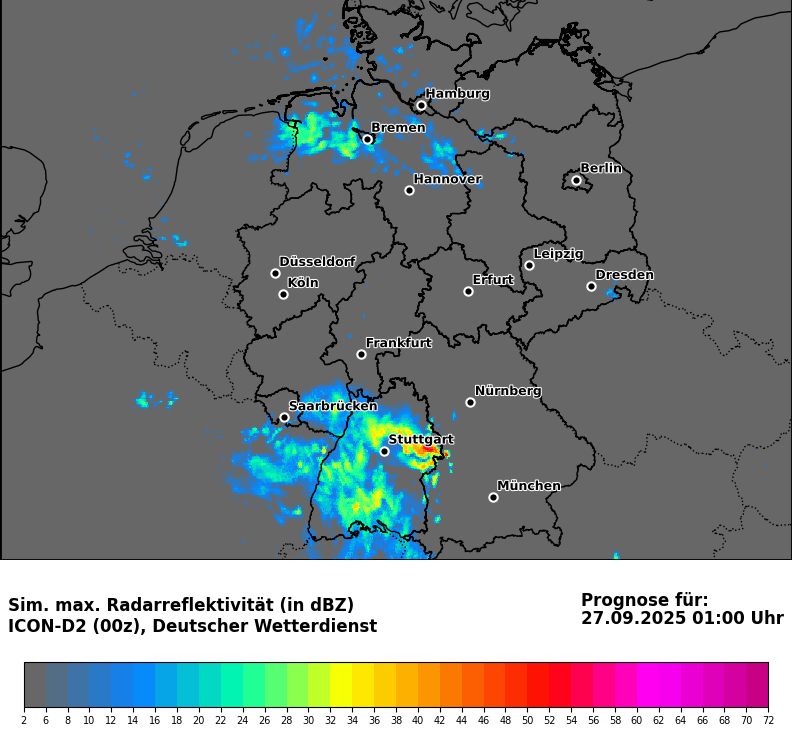 Hamburg
Bremen
Berlin
Hannover
Leipzig
Düsseldorf
Dresden
Erfurt
Köln
Frankfurt
Nürnberg
Saarbrücken
Stuttgart
München
Sim. max. Radarreflektivität (in dBZ)
ICON-D2 (00z), Deutscher Wetterdienst
Prognose für:
27.09.2025 01:00 Uhr
2 6 8 10 12 14 16 18 20 22 24 26 28 30 32 34 36 38 40 42 44 46 48 50 52 54 56 58 60 62 64 66 68 70 72